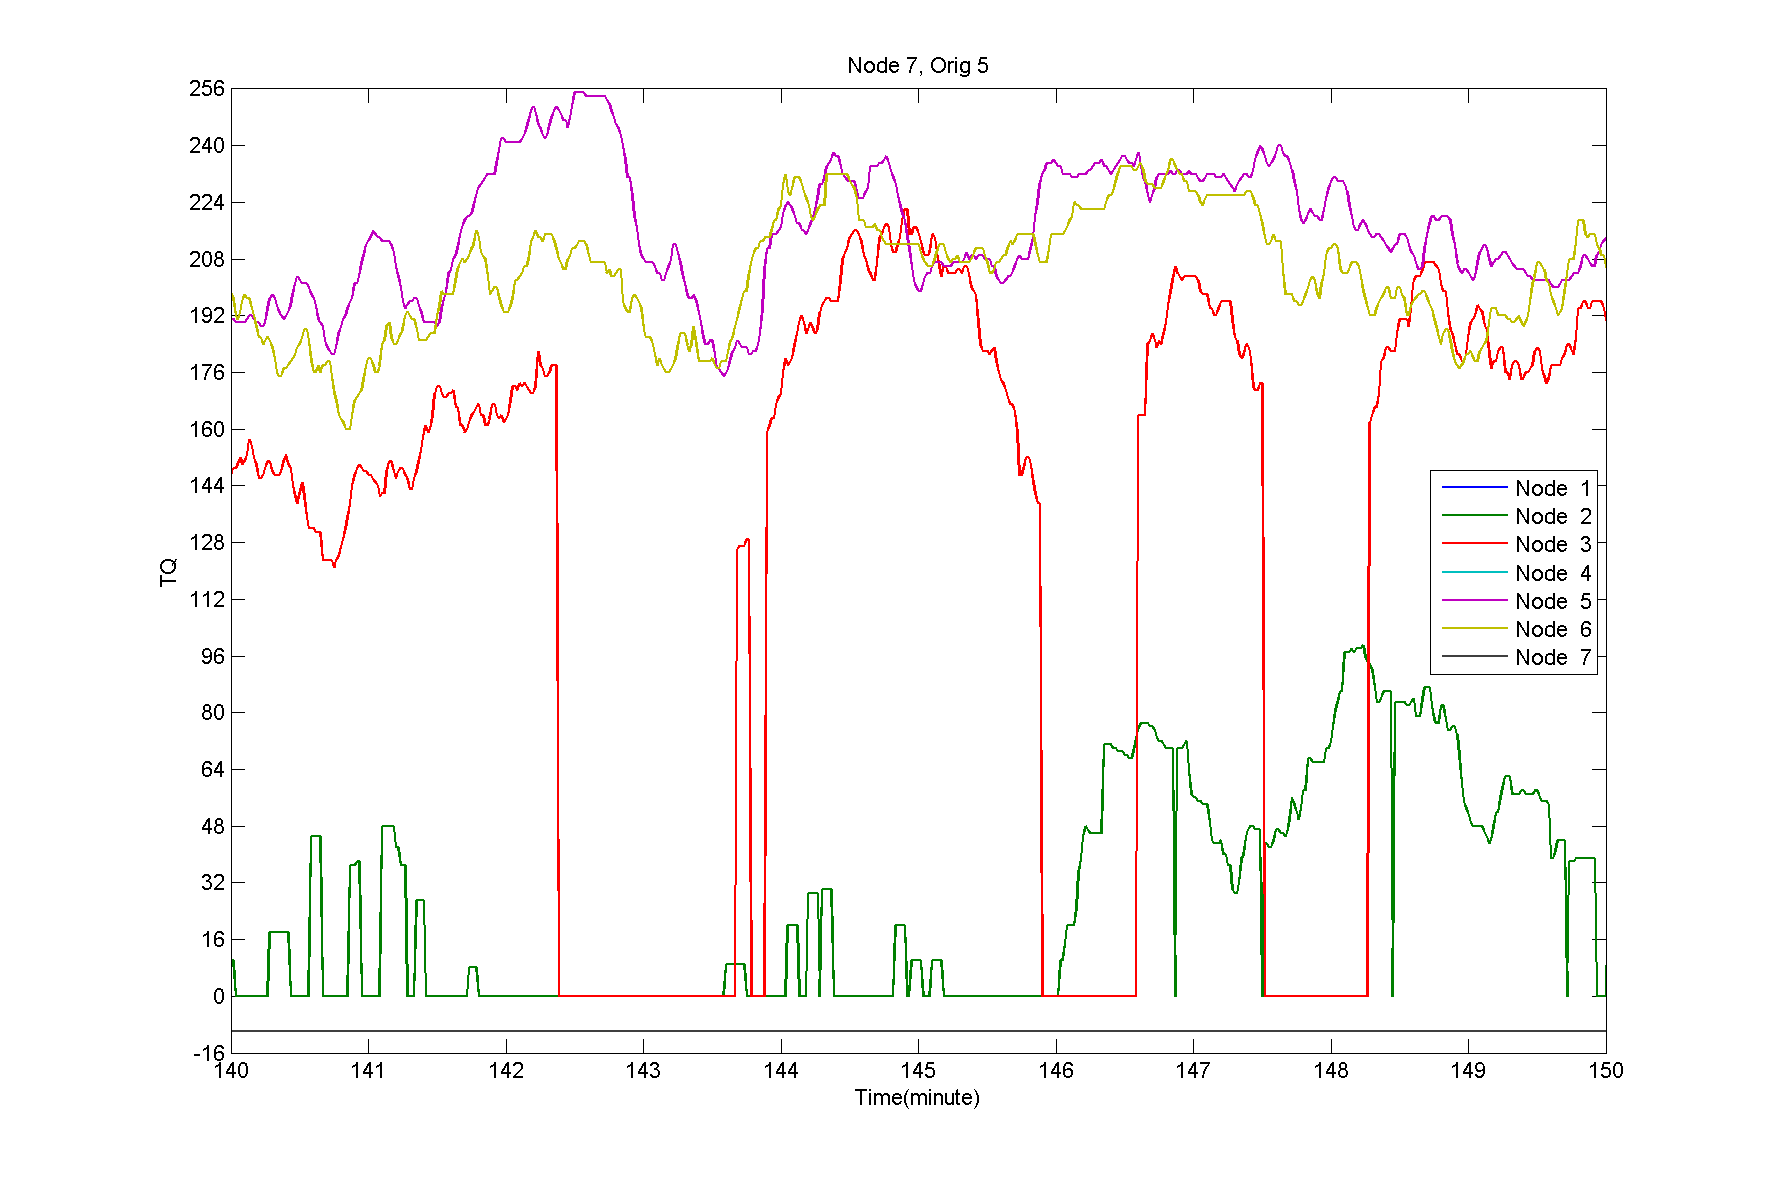 Node 7, Orig 5
256
240
224
208
192
176
160
144
128
112
96
80
64
48
32
16
0
-16
TQ
Node 1
Node 2
Node 3
Node 4
Node 5
Node 6
Node 7
140 141 142 143 144 145 146 147 148 149 150
Time(minute)